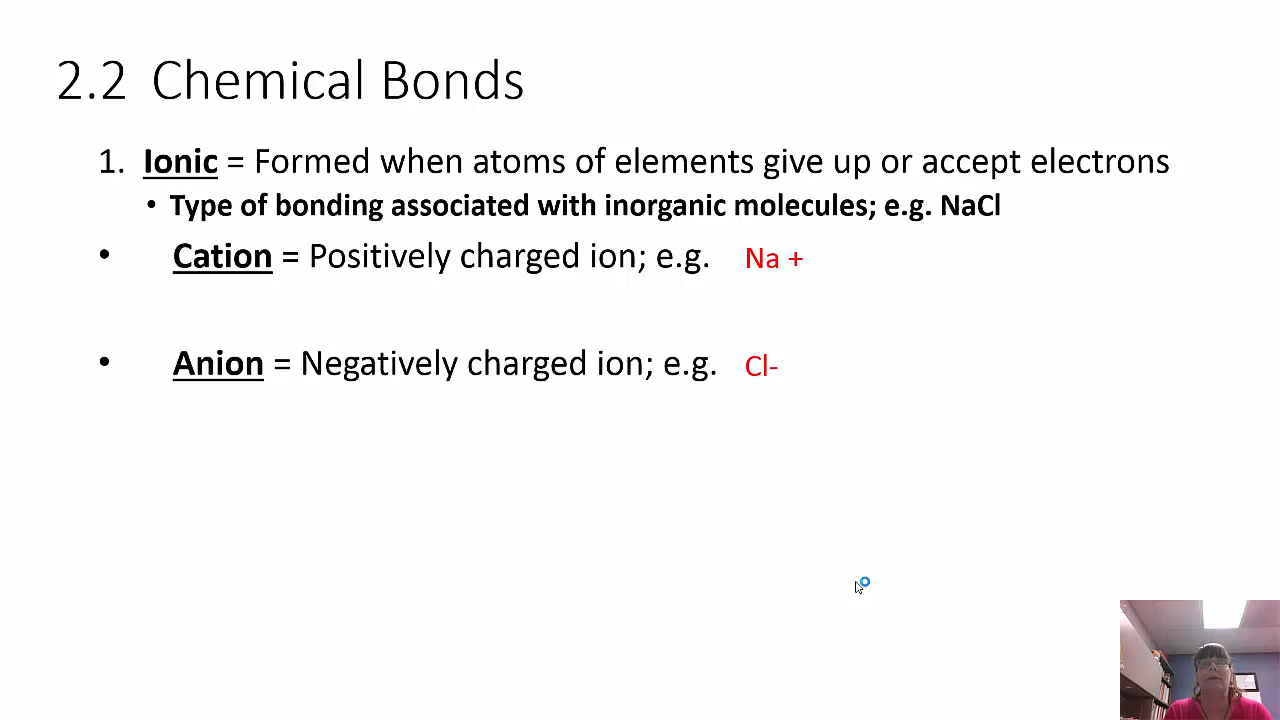 2.2 Chemical Bonds
1. Ionic = Formed when atoms of elements give up or accept electrons
• Type of bonding associated with inorganic molecules; e.g. NaCl
• Cation = Positively charged ion; e.g. Na +
• Anion = Negatively charged ion; e.g. Cl-